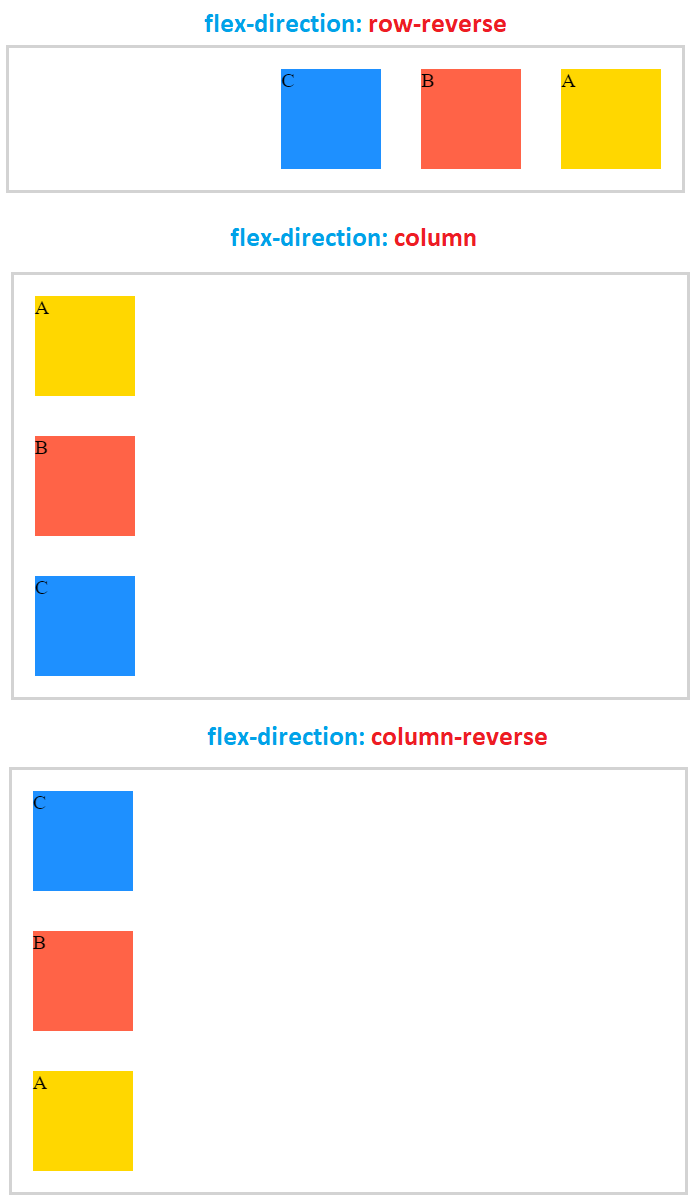 flex-direction: row-reverse
C B A
flex-direction: column
A
B
C
flex-direction: column-reverse
C
B
A